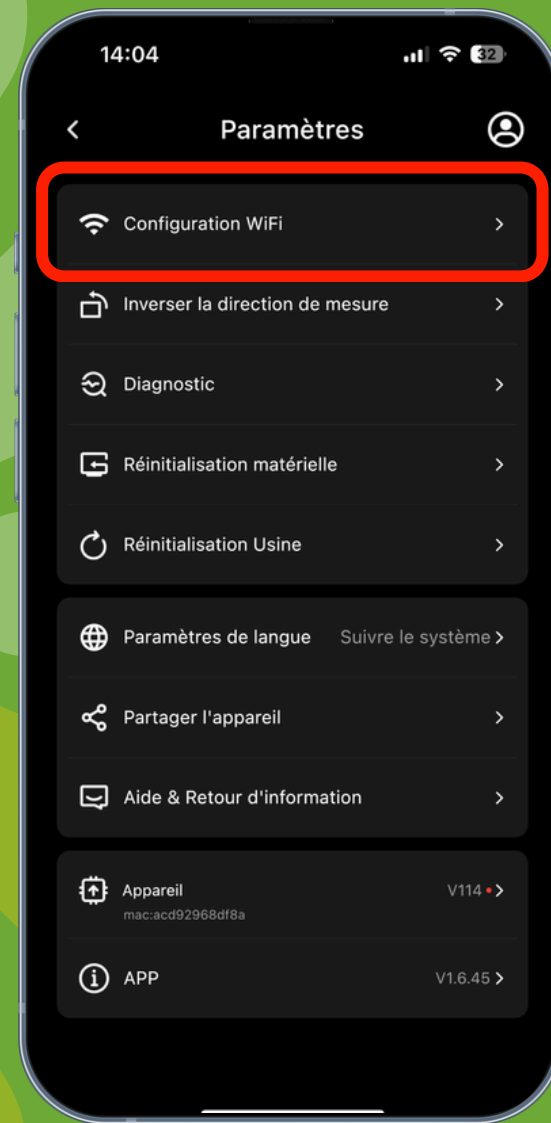 14:04
32
Paramètres
Configuration WiFi
Inverser la direction de mesure
Diagnostic
Réinitialisation matérielle
Réinitialisation Usine
Paramètres de langue Suivre le système
Partager l'appareil
Aide & Retour d'information
Appareil V114
mac:acd92968df8a
APP V1.6.45